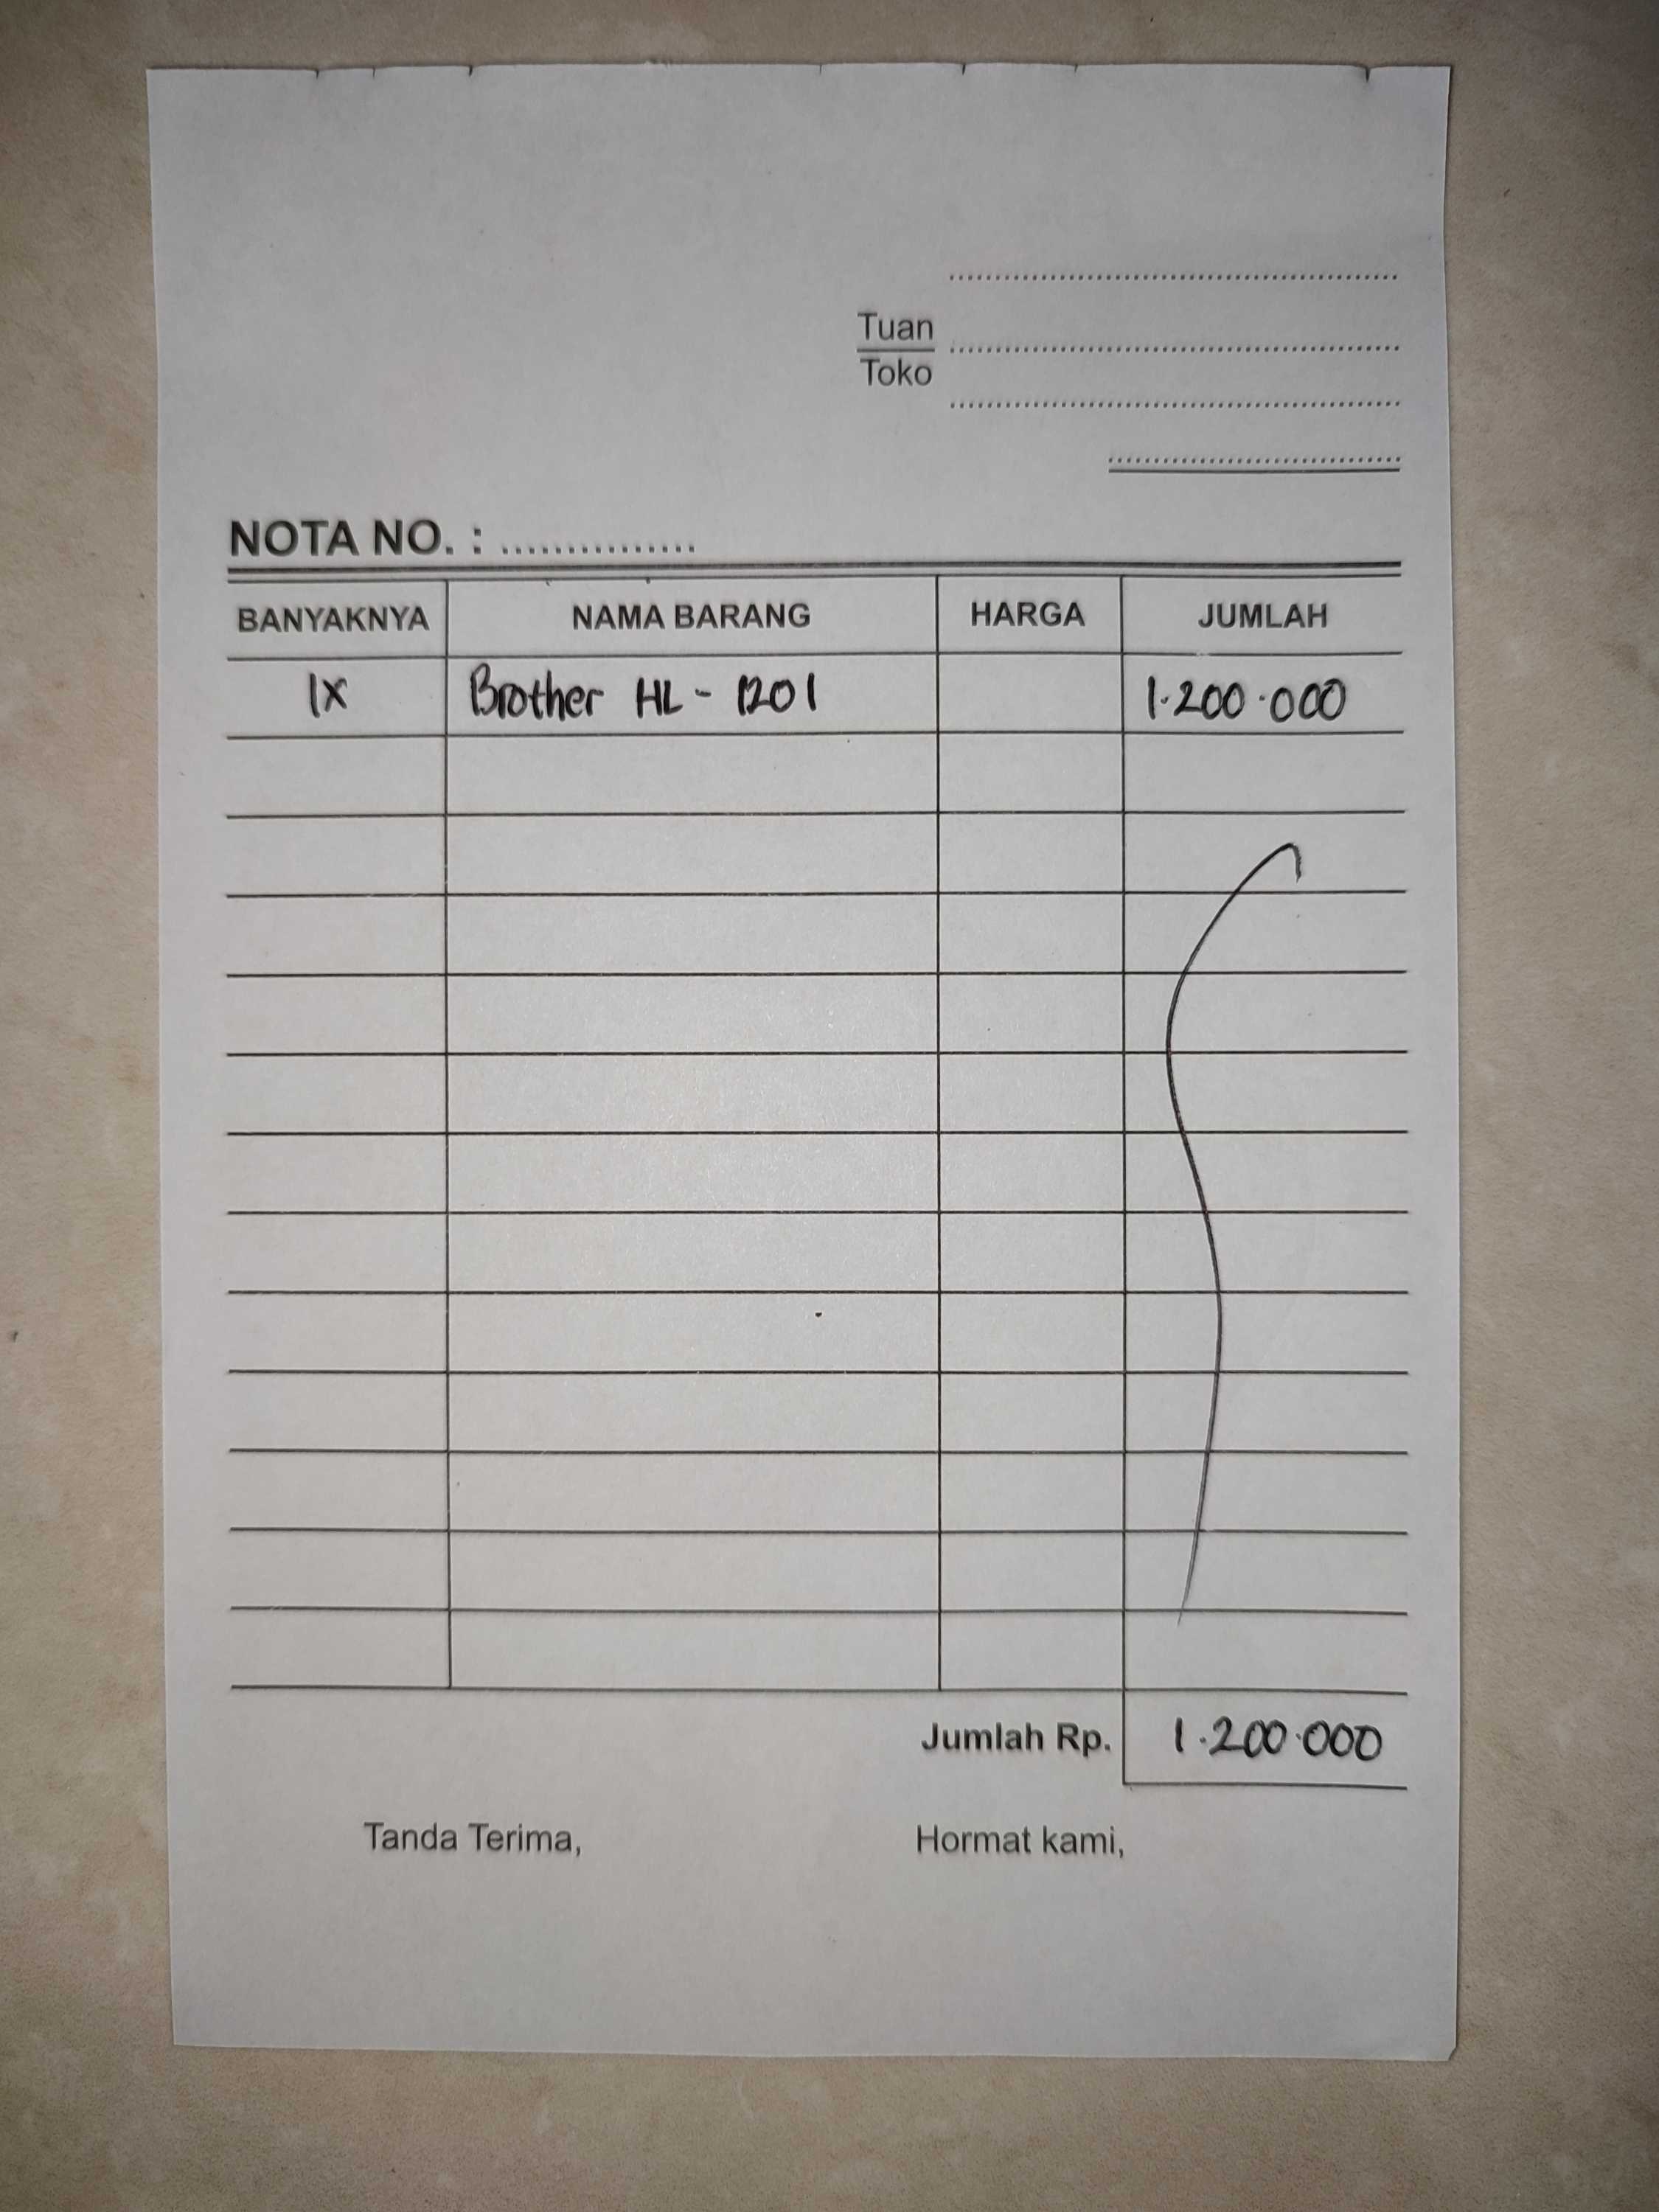 Tuan
Toko
NOTA NO. : ...............
BANYAKNYA NAMA BARANG HARGA JUMLAH
1X Brother HL - 1201 1.200.000
Jumlah Rp. 1.200.000
Tanda Terima, Hormat kami,